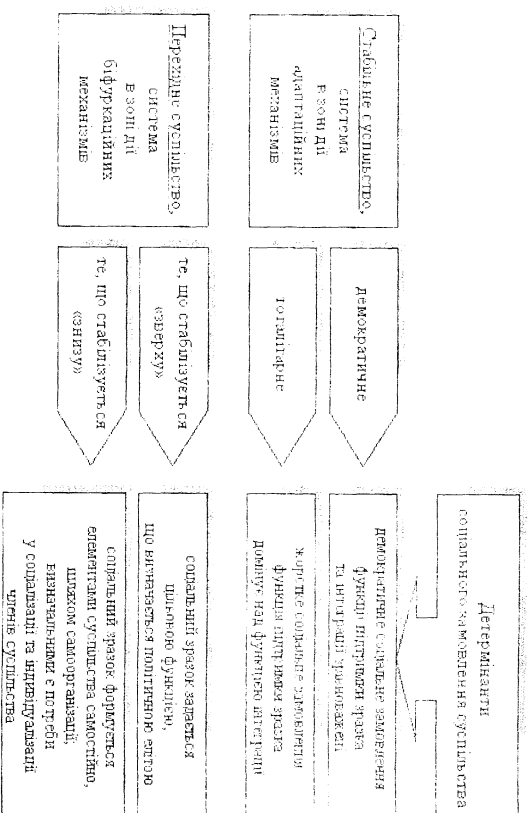 Детермінанти
соціального замовлення суспільства
Стабільне суспільство,
система
в зоні дії
адаптаційних
механізмів
демократичне
демократичне соціальне замовлення
функції підтримки зразка
та інтеграції врівноважені
тоталітарне
жорстке соціальне замовлення
функція підтримки зразка
домінує над функцією інтеграції
Перехідне суспільство,
система
в зоні дії
біфуркаційних
механізмів
те, що стабілізується
«зверху»
соціальний зразок задається
цільовою функцією,
що визначається політичною елітою
те, що стабілізується
«знизу»
соціальний зразок формується
елементами суспільства самостійно,
шляхом самоорганізації,
визначальними є потреби
у соціалізації та індивідуалізації
членів суспільства